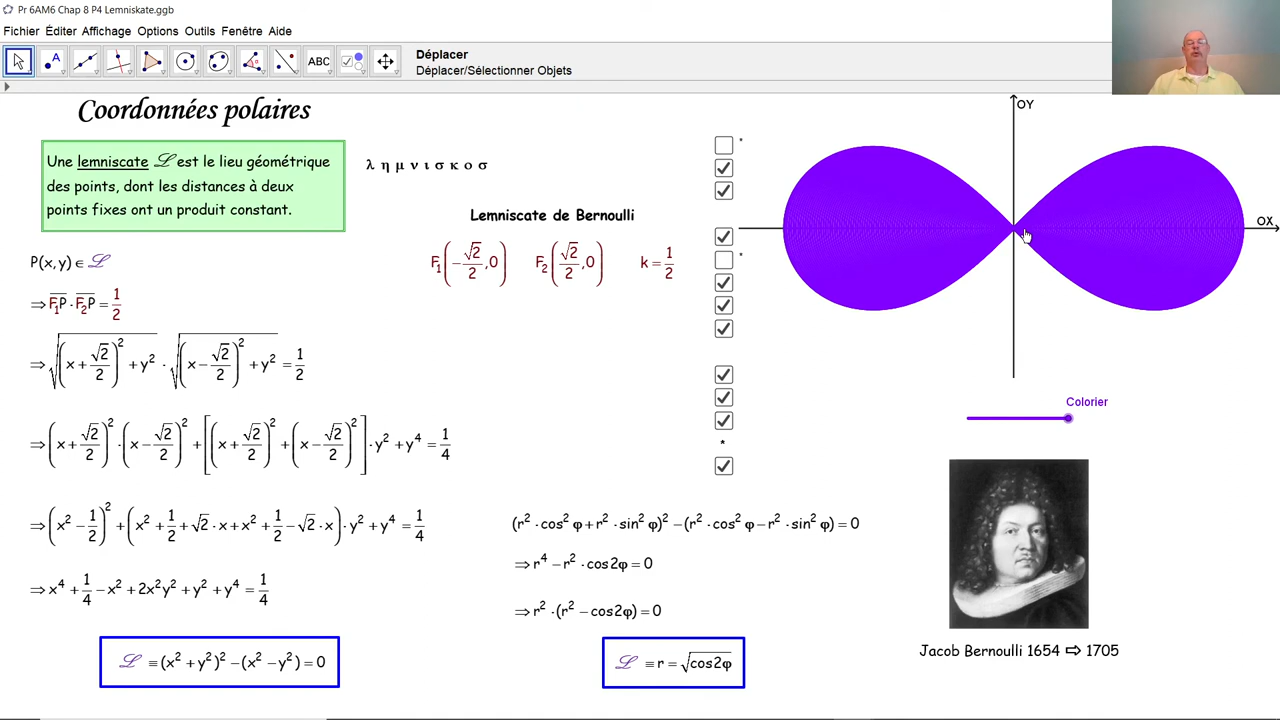 Pr 6AM6 Chap 8 P4 Lemniskate.ggb
Fichier Éditer Affichage Options Outils Fenêtre Aide
ABC
Déplacer
Déplacer/Sélectionner Objets
Coordonnées polaires
Une lemniscate ℒ est le lieu géométrique
des points, dont les distances à deux
points fixes ont un produit constant.
λ η μ ν ι σ κ ο σ
Lemniscate de Bernoulli
F₁(-√2/2,0) F₂(√2/2,0) k=1/2
P(x,y)∈ℒ
⇒F₁P·F₂P=1/2
⇒√((x+√2/2)²+y²)·√((x-√2/2)²+y²)=1/2
⇒(x+√2/2)²·(x-√2/2)²+[(x+√2/2)²+(x-√2/2)²]·y²+y⁴=1/4
⇒(x²-1/2)²+(x²+1/2+√2·x+x²+1/2-√2·x)·y²+y⁴=1/4
⇒x⁴+1/4-x²+2x²y²+y²+y⁴=1/4
ℒ≡(x²+y²)²-(x²-y²)=0
(r²·cos²φ+r²·sin²φ)²-(r²·cos²φ-r²·sin²φ)=0
⇒r⁴-r²·cos2φ=0
⇒r²·(r²-cos2φ)=0
ℒ≡r=√cos2φ
*
*
*
OY
OX
Colorier
Jacob Bernoulli 1654 ⇨ 1705